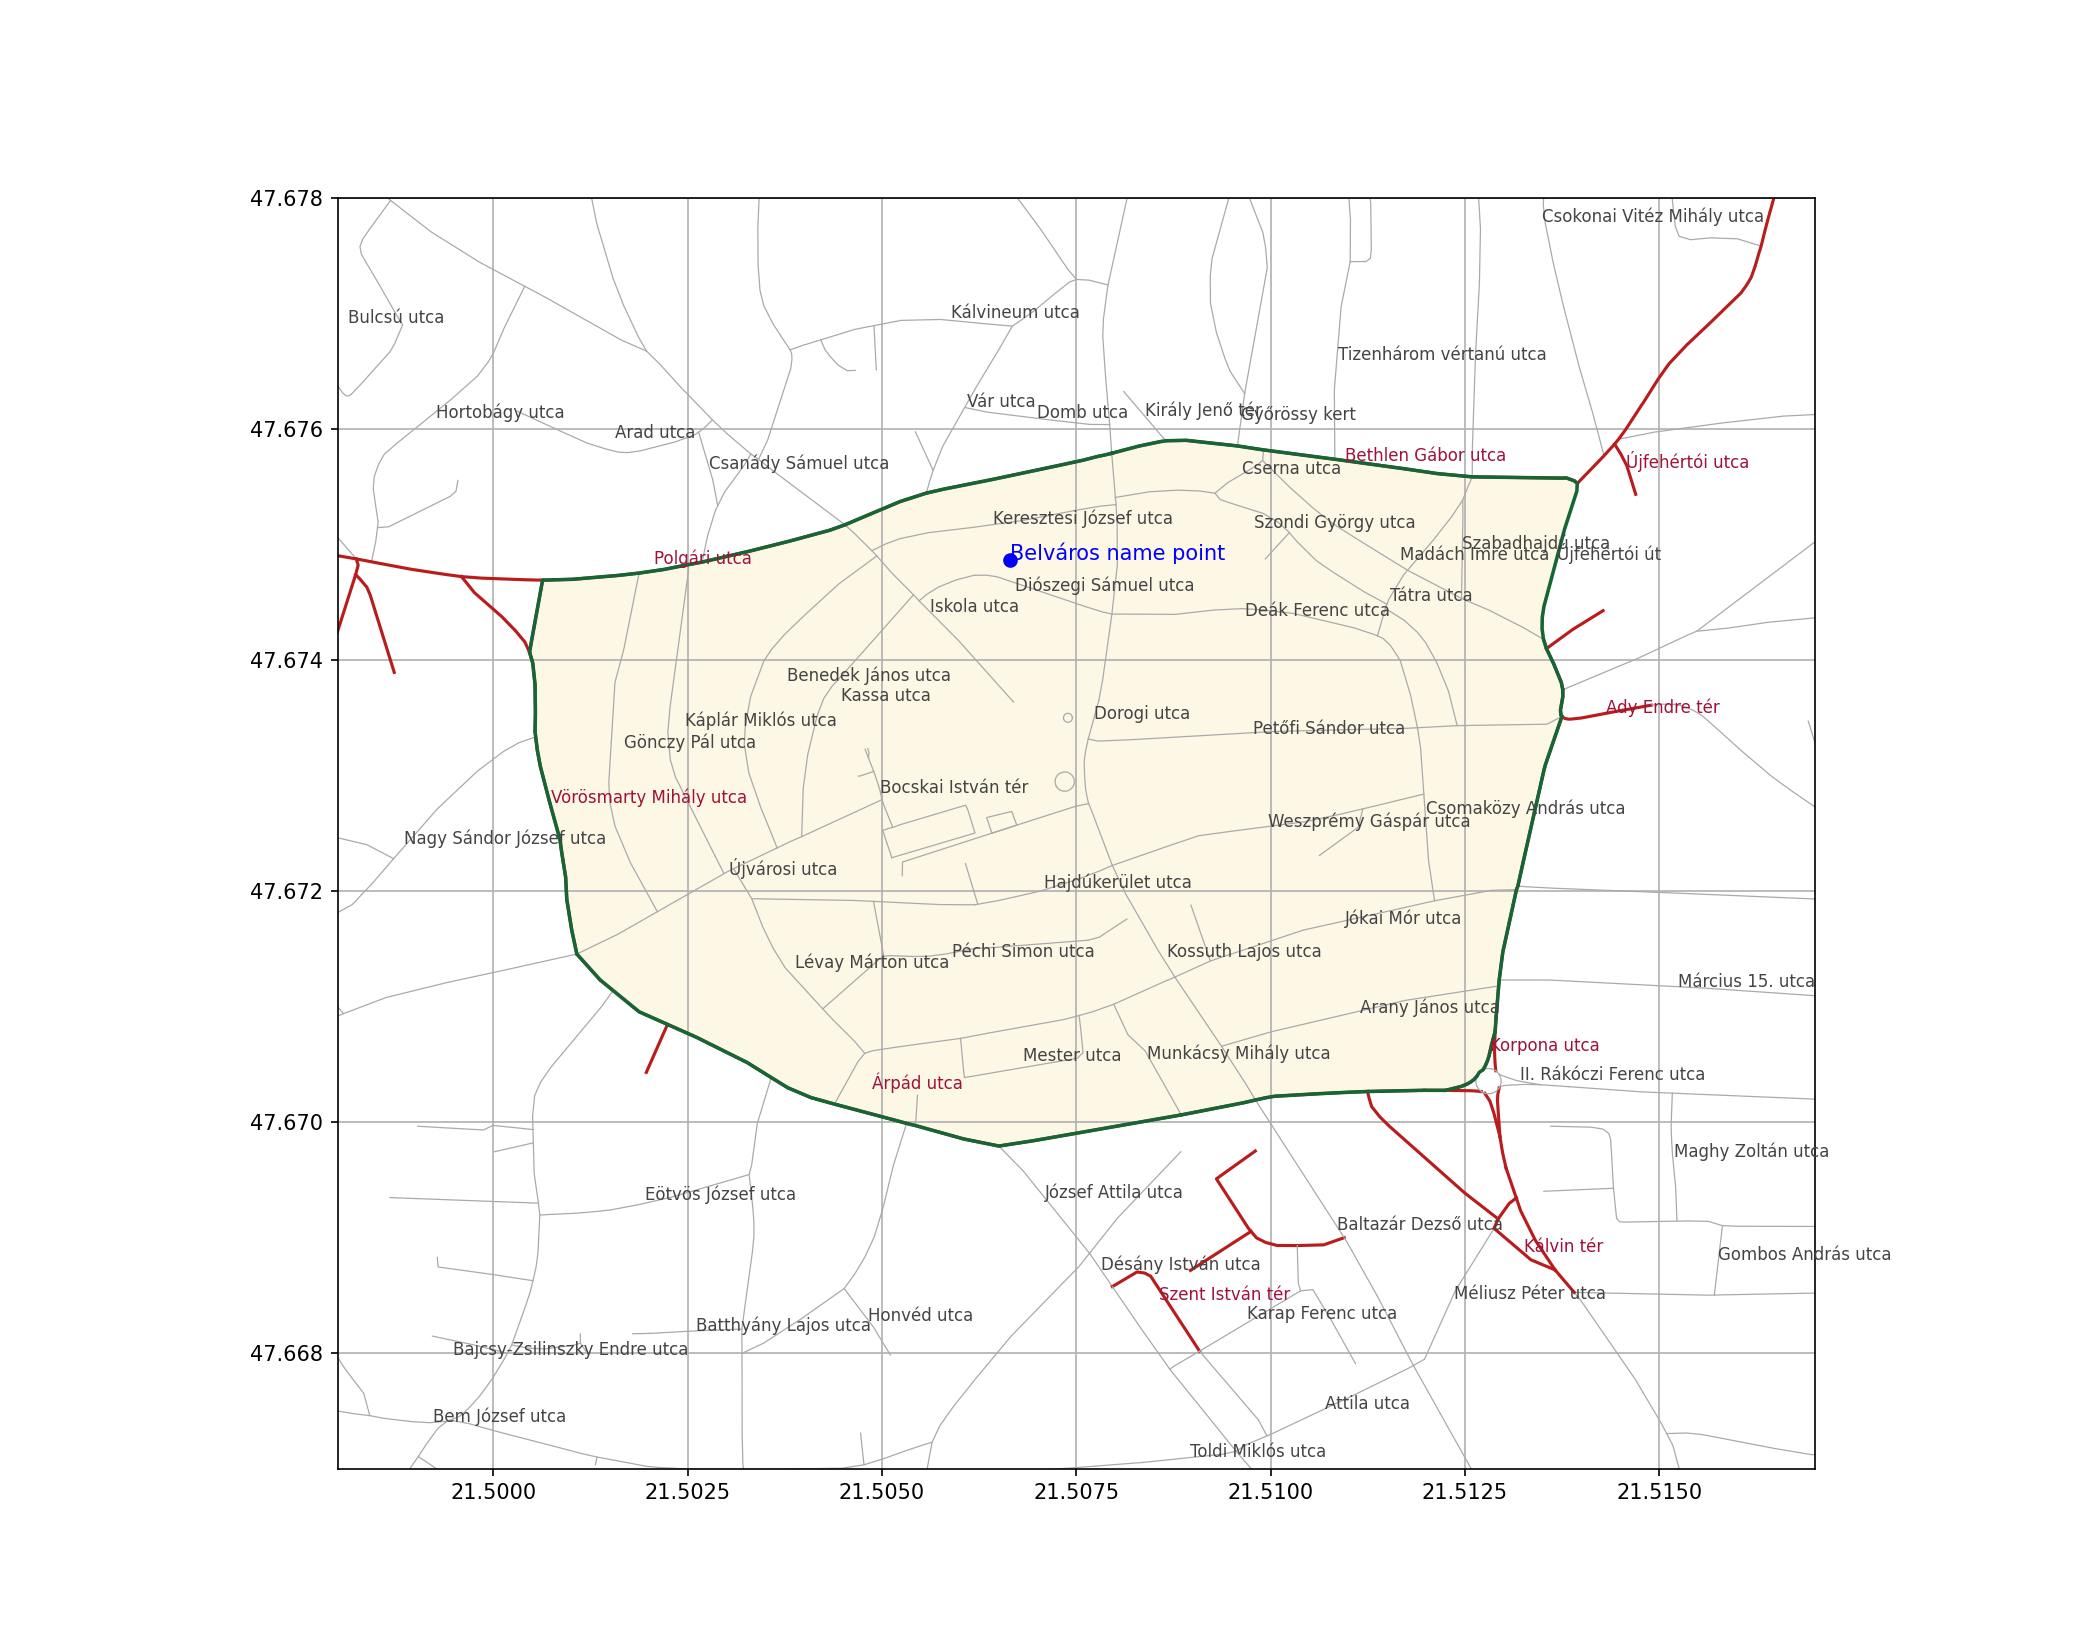 47.678
Csokonai Vitéz Mihály utca
Bulcsú utca
Kálvineum utca
Tizenhárom vértanú utca
Vár utca
Hortobágy utca
Domb utca
Király Jenő tér
Győrössy kert
47.676
Arad utca
Bethlen Gábor utca
Csanády Sámuel utca
Cserna utca
Újfehértói utca
Keresztesi József utca
Szondi György utca
Szabadhajdú utca
Polgári utca
Belváros name point
Madách Imre utca
Újfehértói út
Diószegi Sámuel utca
Tátra utca
Iskola utca
Deák Ferenc utca
47.674
Benedek János utca
Kassa utca
Ady Endre tér
Káplár Miklós utca
Dorogi utca
Petőfi Sándor utca
Gönczy Pál utca
Bocskai István tér
Vörösmarty Mihály utca
Csomaközy András utca
Weszprémy Gáspár utca
Nagy Sándor József utca
Újvárosi utca
Hajdúkerület utca
47.672
Jókai Mór utca
Péchi Simon utca
Kossuth Lajos utca
Lévay Márton utca
Március 15. utca
Arany János utca
Korpona utca
Mester utca
Munkácsy Mihály utca
II. Rákóczi Ferenc utca
Árpád utca
47.670
Maghy Zoltán utca
Eötvös József utca
József Attila utca
Baltazár Dezső utca
Kálvin tér
Gombos András utca
Désány István utca
Szent István tér
Méliusz Péter utca
Honvéd utca
Karap Ferenc utca
Batthyány Lajos utca
Bajcsy-Zsilinszky Endre utca
47.668
Attila utca
Bem József utca
Toldi Miklós utca
21.5000 21.5025 21.5050 21.5075 21.5100 21.5125 21.5150